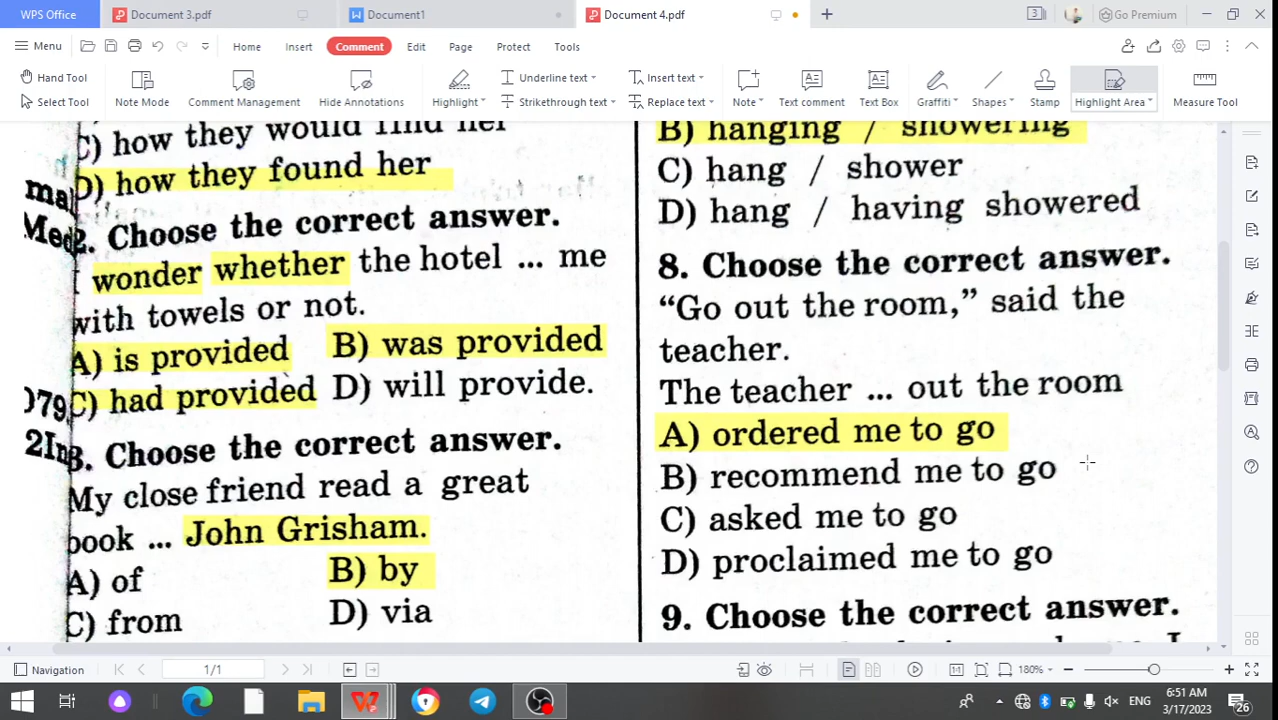 WPS Office
Document 3.pdf
Document1
Document 4.pdf
3
Go Premium
Menu
Home
Insert
Comment
Edit
Page
Protect
Tools
Hand Tool
Select Tool
Note Mode
Comment Management
Hide Annotations
Highlight
Underline text
Strikethrough text
Insert text
Replace text
Note
Text comment
Text Box
Graffiti
Shapes
Stamp
Highlight Area
Measure Tool
C) how they would find her
D) how they found her
2. Choose the correct answer.
I wonder whether the hotel ... me
with towels or not.
A) is provided B) was provided
C) had provided D) will provide.
3. Choose the correct answer.
My close friend read a great
book ... John Grisham.
A) of B) by
C) from D) via
B) hanging / showering
C) hang / shower
D) hang / having showered
8. Choose the correct answer.
“Go out the room,” said the
teacher.
The teacher ... out the room
A) ordered me to go
B) recommend me to go
C) asked me to go
D) proclaimed me to go
9. Choose the correct answer.
Navigation
1/1
180%
ENG
6:51 AM
3/17/2023
26